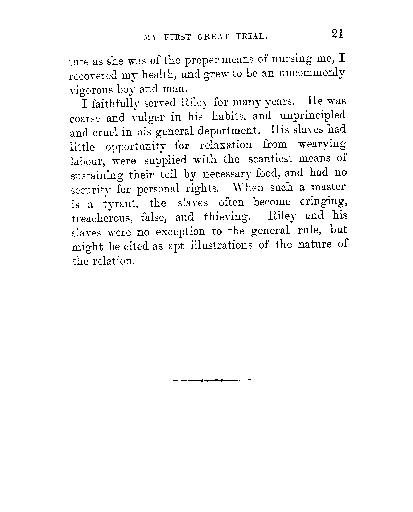 MY FIRST GREAT TRIAL. 21
rate as she was of the proper means of nursing me, I
recovered my health, and grew to be an uncommonly
vigorous boy and man.
I faithfully served Riley for many years. He was
coarse and vulgar in his habits, and unprincipled
and cruel in his general deportment. His slaves had
little opportunity for relaxation from wearying
labour, were supplied with the scantiest means of
sustaining their toil by necessary food, and had no
security for personal rights. When such a master
is a tyrant, the slaves often become cringing,
treacherous, false, and thieving. Riley and his
slaves were no exception to the general rule, but
might be cited as apt illustrations of the nature of
the relation.